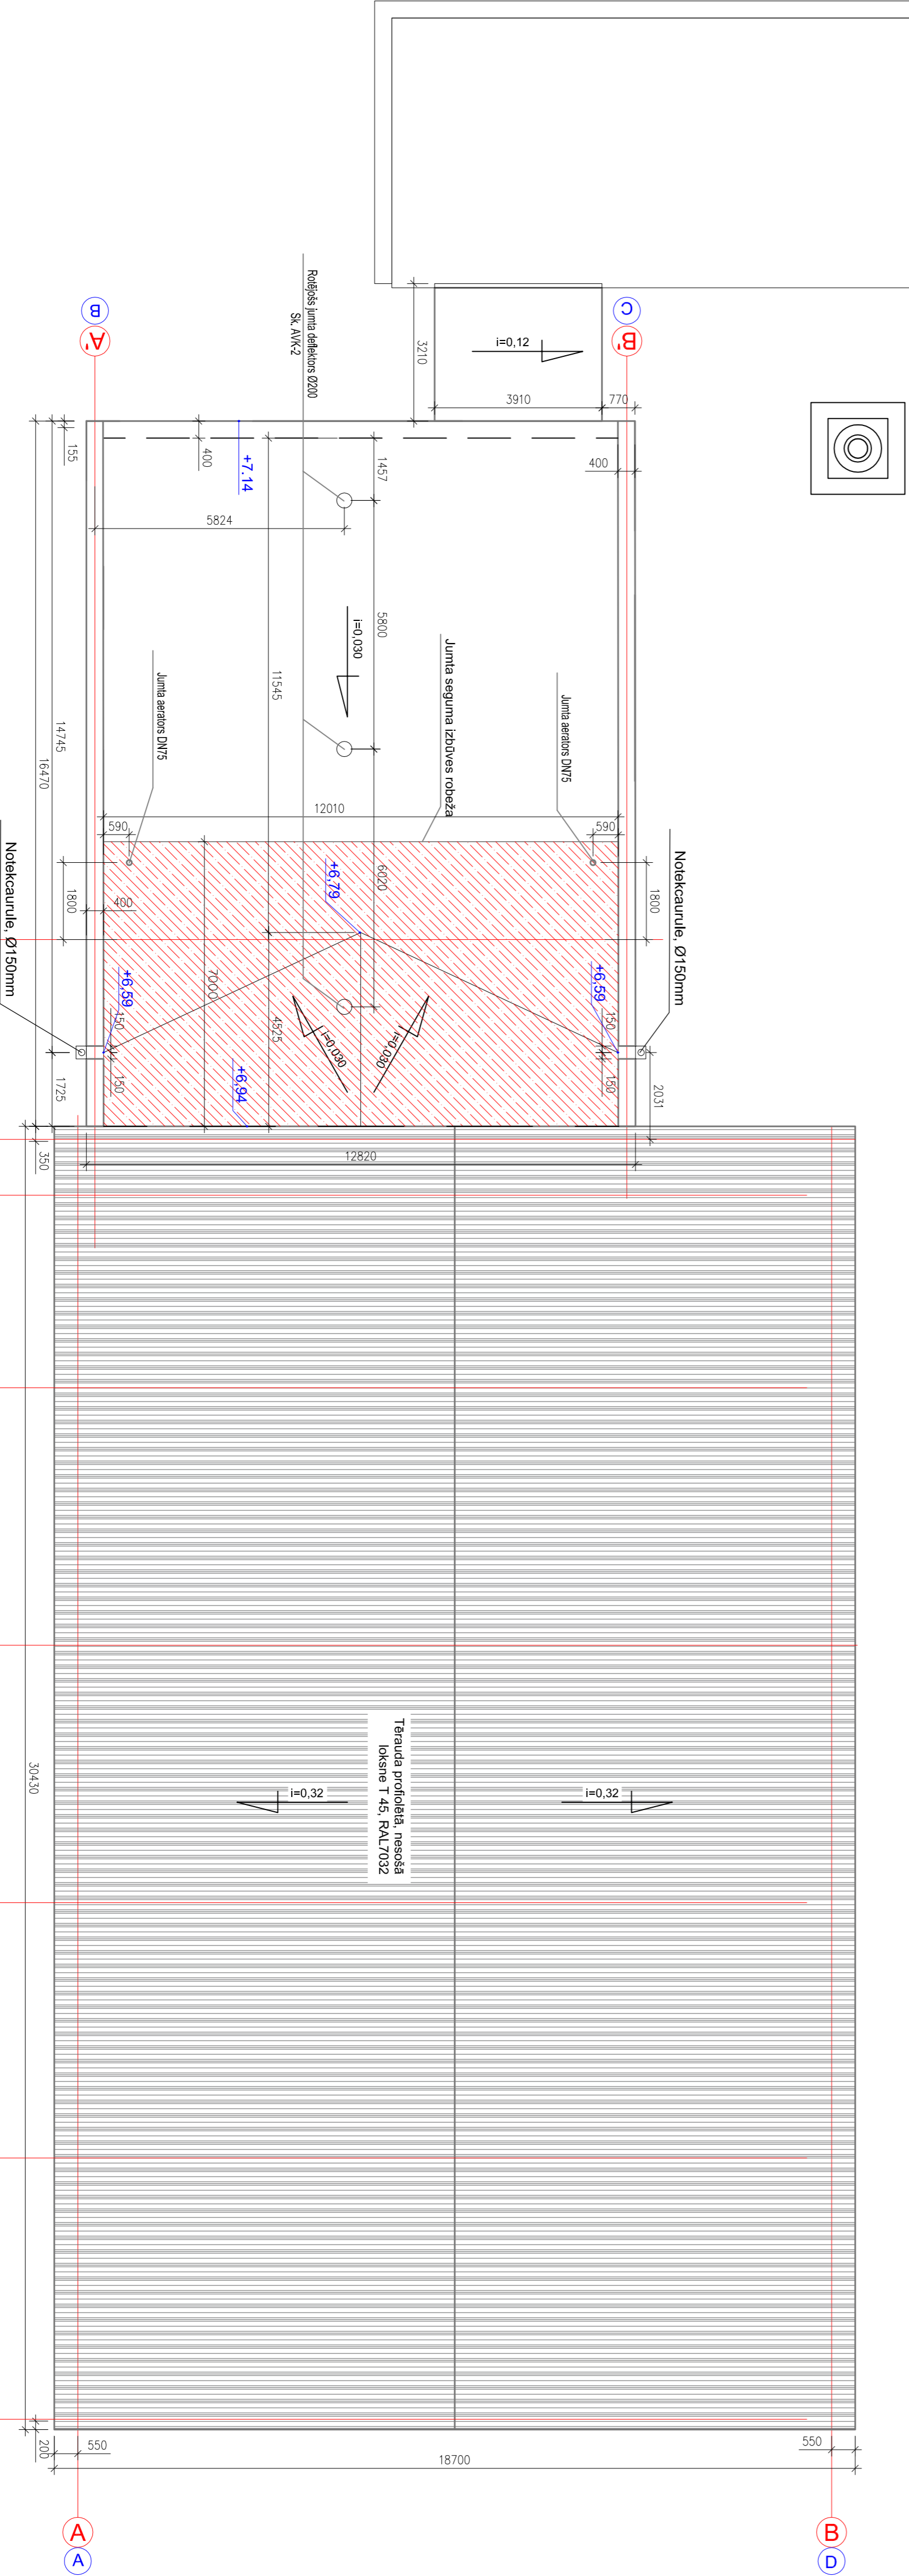 B
A'
C
B'
i=0,12
3210
3910
770
Rotējošs jumta deflektors Ø200
Sk. AVK-2
155
400
+7.14
1457
400
5824
5800
i=0,030
11545
Jumta seguma izbūves robeža
Jumta aerators DN75
Jumta aerators DN75
14745
16470
12010
590
590
+6,79
6020
1800
1800
400
Notekcaurule, Ø150mm
Notekcaurule, Ø150mm
7000
+6,59
+6,59
150
150
150
150
4525
i=0,030
i=0,030
+6,94
1725
2031
350
12820
Tērauda profiolētā, nesošā
loksne T 45, RAL7032
i=0,32
i=0,32
30430
200
550
18700
550
A
A
B
D